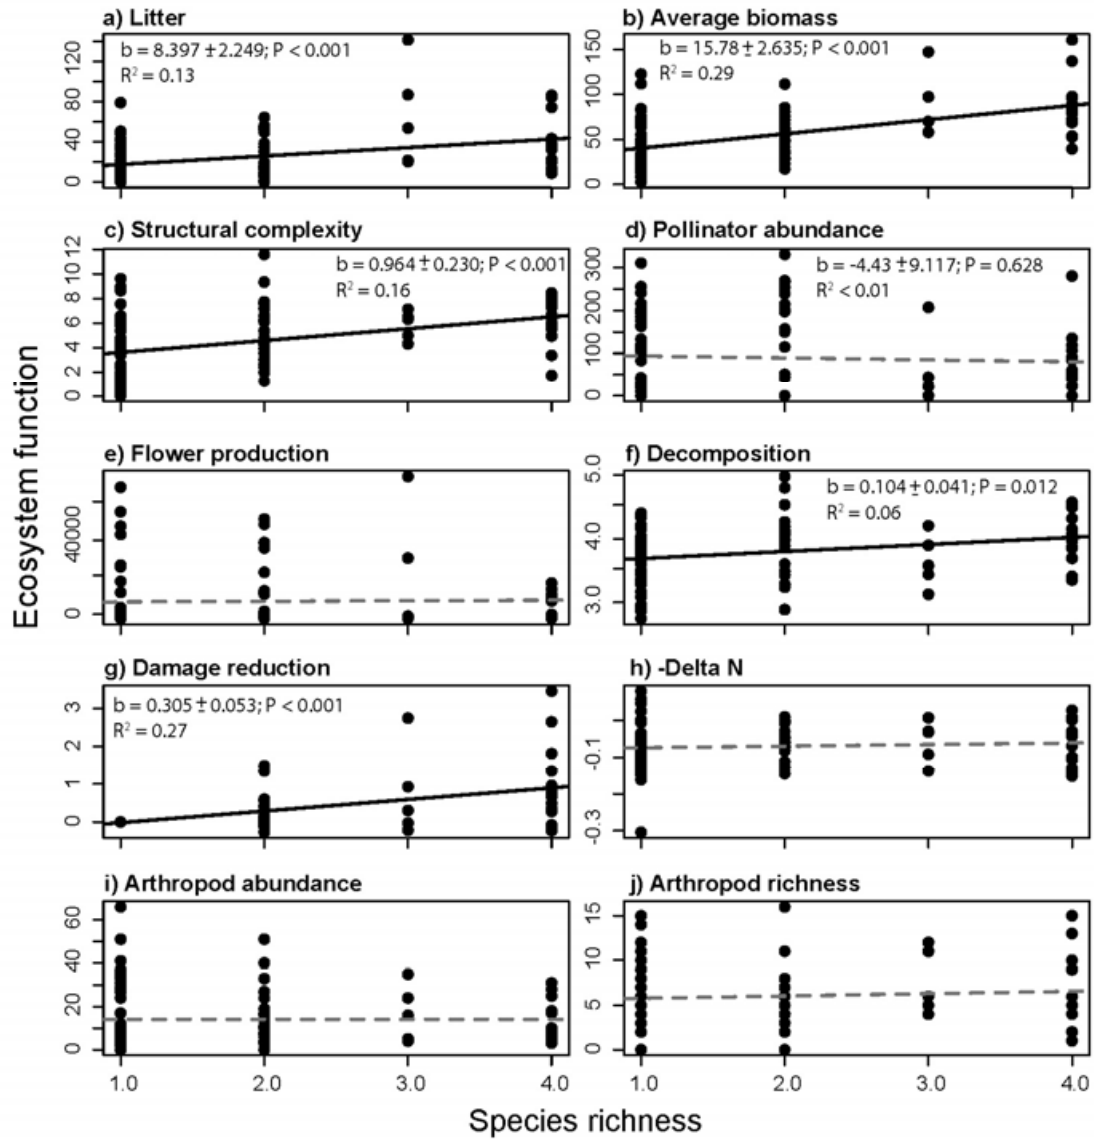 a) Litter
b = 8.397 ±2.249; P < 0.001
R² = 0.13
0 40 80 120
b) Average biomass
b = 15.78 ± 2.635; P < 0.001
R² = 0.29
0 50 100 150
c) Structural complexity
b = 0.964 ± 0.230; P < 0.001
R² = 0.16
0 2 4 6 8 10 12
d) Pollinator abundance
b = -4.43 ±9.117; P = 0.628
R² < 0.01
0 100 200 300
e) Flower production
0 40000
f) Decomposition
b = 0.104 ± 0.041; P = 0.012
R² = 0.06
3.0 4.0 5.0
g) Damage reduction
b = 0.305 ± 0.053; P < 0.001
R² = 0.27
0 1 2 3
h) -Delta N
-0.3 -0.1
i) Arthropod abundance
0 20 40 60
1.0 2.0 3.0 4.0
j) Arthropod richness
0 5 10 15
1.0 2.0 3.0 4.0
Ecosystem function
Species richness